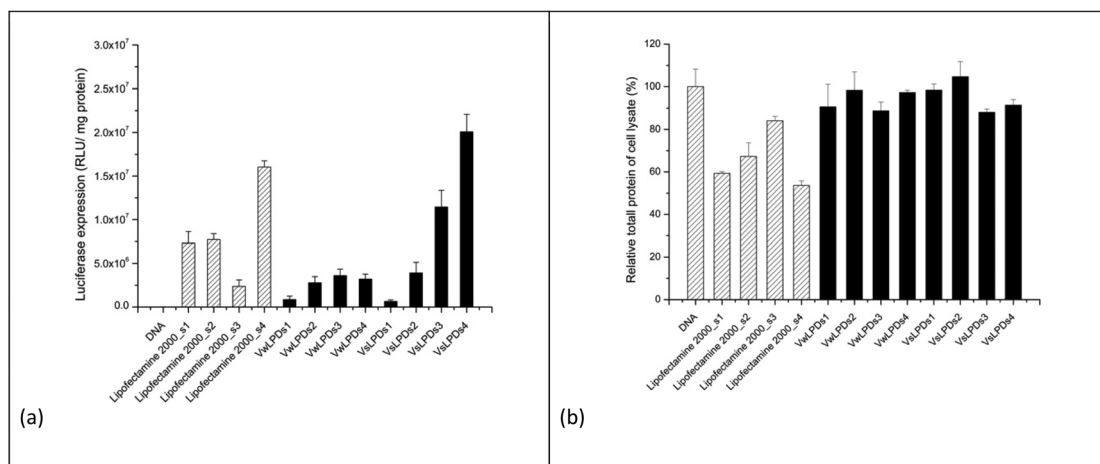 3.0x10⁷
2.5x10⁷
2.0x10⁷
1.5x10⁷
1.0x10⁷
5.0x10⁶
0.0
Luciferase expression (RLU/ mg protein)
DNA
Lipofectamine 2000_s1
Lipofectamine 2000_s2
Lipofectamine 2000_s3
Lipofectamine 2000_s4
VwLPDs1
VwLPDs2
VwLPDs3
VwLPDs4
VsLPDs1
VsLPDs2
VsLPDs3
VsLPDs4
(a)
120
100
80
60
40
20
0
Relative totall protein of cell lysate (%)
DNA
Lipofectamine 2000_s1
Lipofectamine 2000_s2
Lipofectamine 2000_s3
Lipofectamine 2000_s4
VwLPDs1
VwLPDs2
VwLPDs3
VwLPDs4
VsLPDs1
VsLPDs2
VsLPDs3
VsLPDs4
(b)